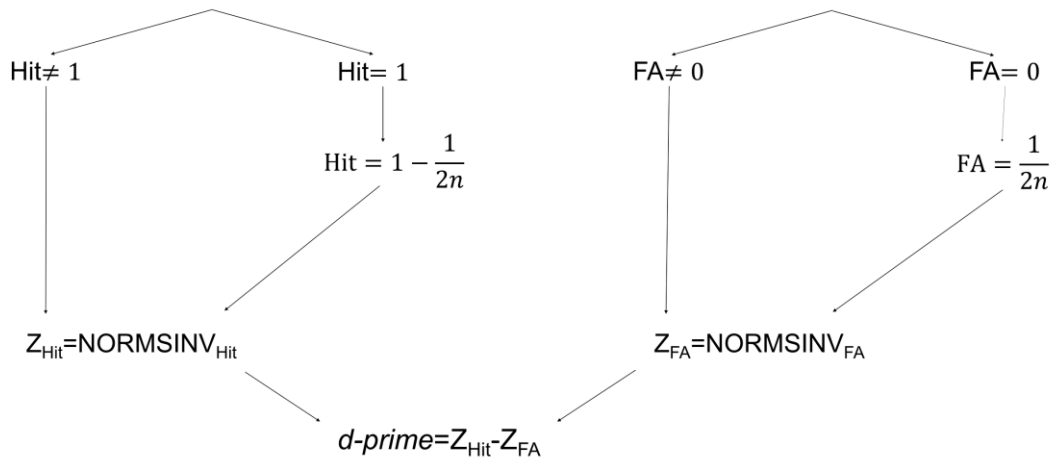 Hit≠ 1 Hit= 1 FA≠ 0 FA= 0
Hit = 1 − 1/2n FA = 1/2n
Z_Hit=NORMSINV_Hit Z_FA=NORMSINV_FA
d-prime=Z_Hit-Z_FA